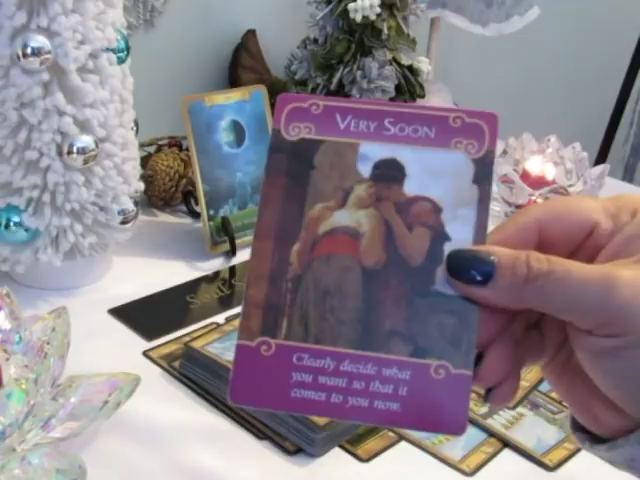 VERY SOON
Clearly decide what
you want so that it
comes to you now.